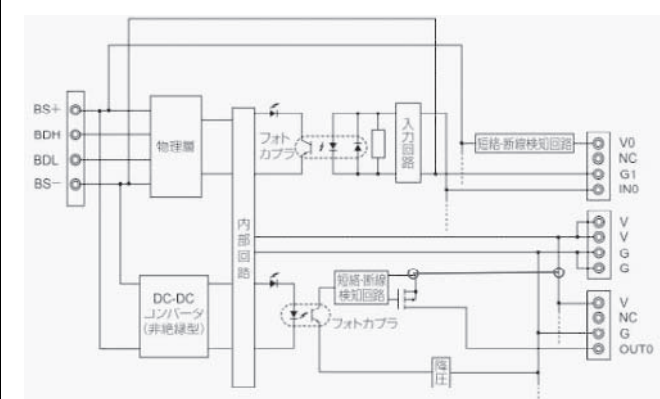 BS+
BDH
BDL
BS−
物理層
フォト
カプラ
入力回路
短絡・断線検知回路
V0
NC
G1
IN0
内部回路
V
V
G
G
DC-DC
コンバータ
(非絶縁型)
短絡・断線
検知回路
フォトカプラ
降圧
V
NC
G
OUT0